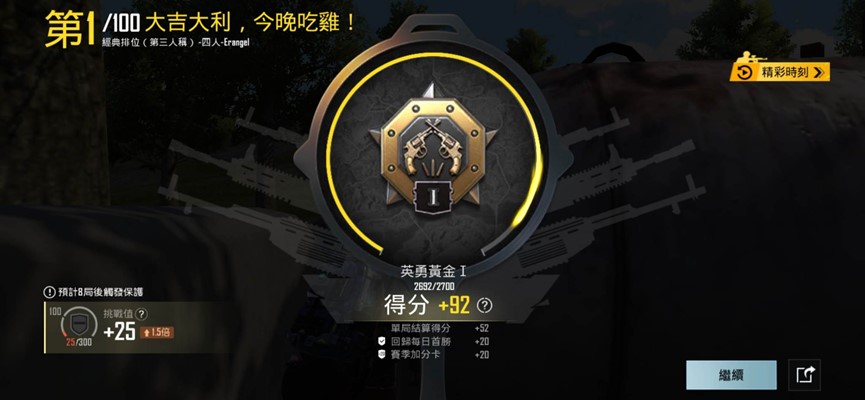 第1/100 大吉大利，今晚吃雞！
經典排位（第三人稱）-四人-Erangel
精彩時刻
I
英勇黃金 I
2692/2700
得分 +92 ?
單局結算得分 +52
回歸每日首勝 +20
賽季加分卡 +20
預計8局後觸發保護
100
挑戰值 ?
+25 1.5倍
25/300
繼續